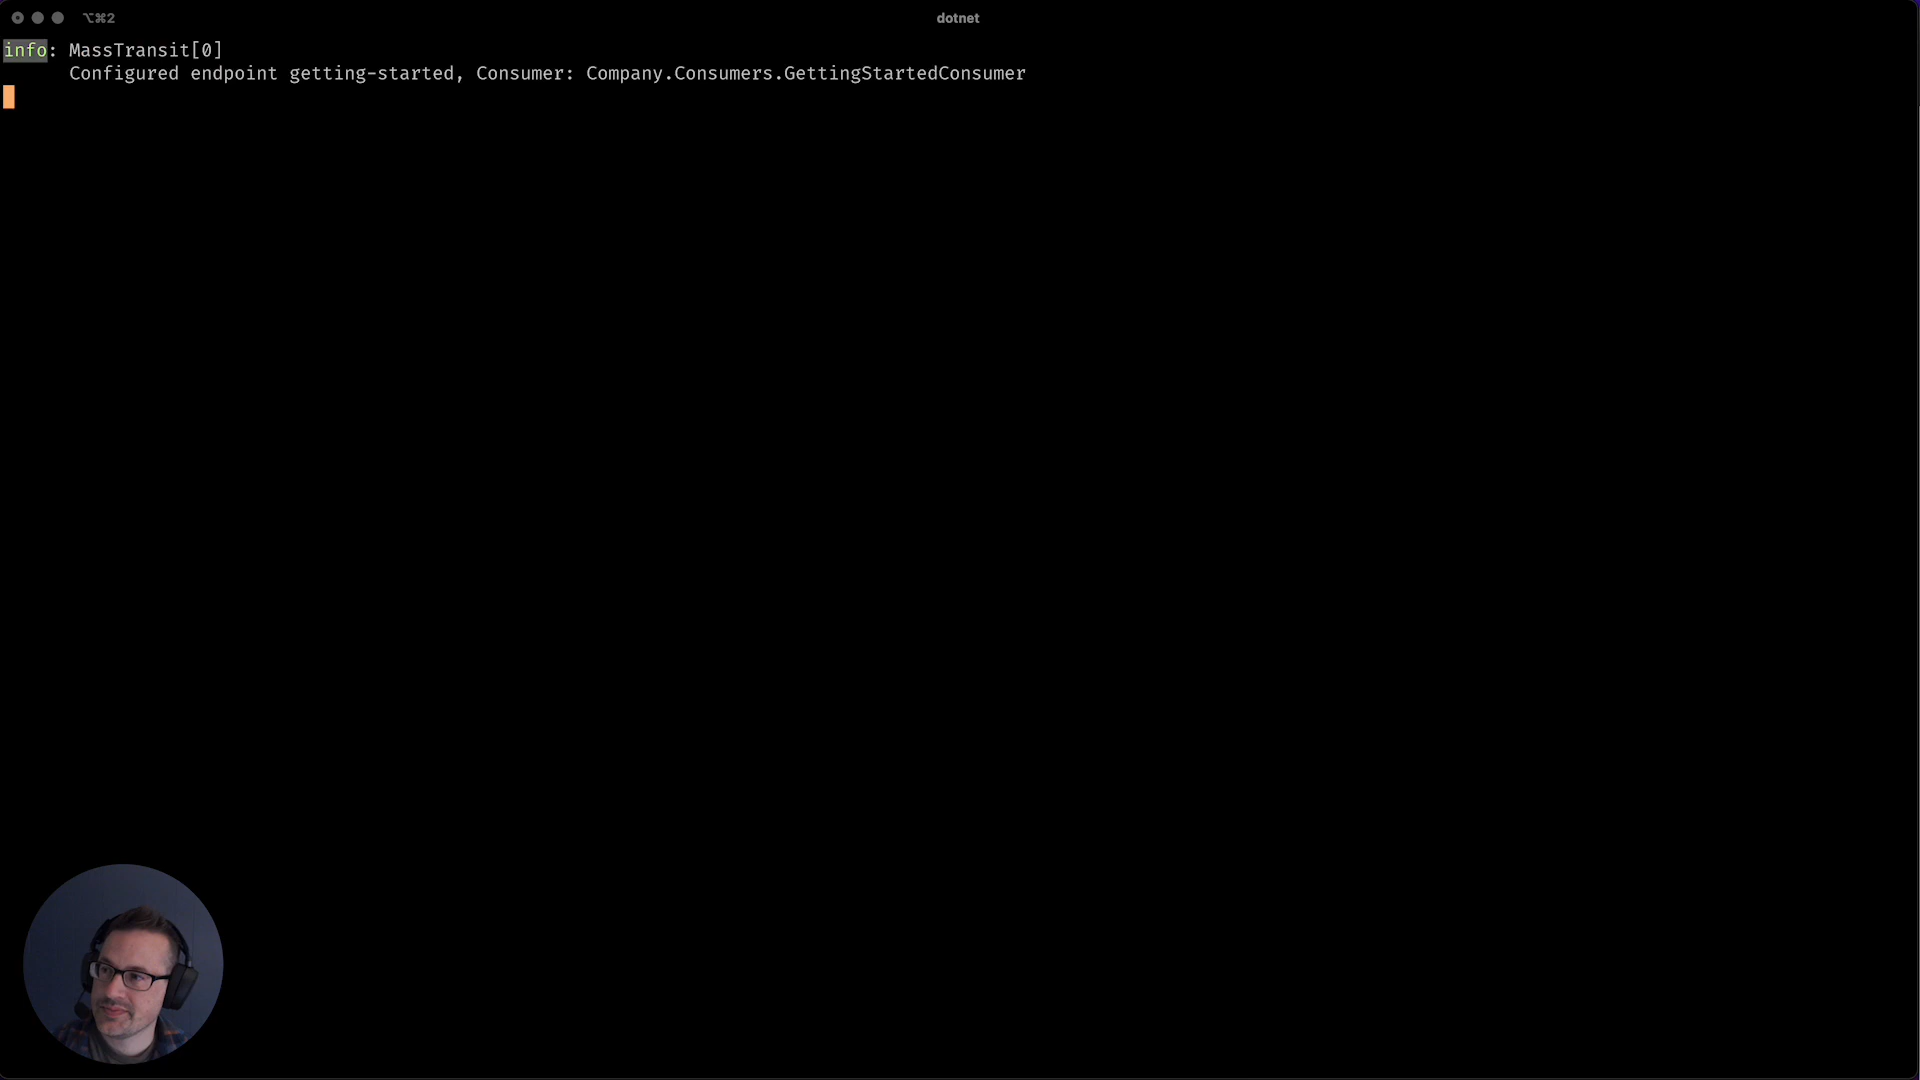 ⌥⌘2
dotnet
info: MassTransit[0]
Configured endpoint getting-started, Consumer: Company.Consumers.GettingStartedConsumer